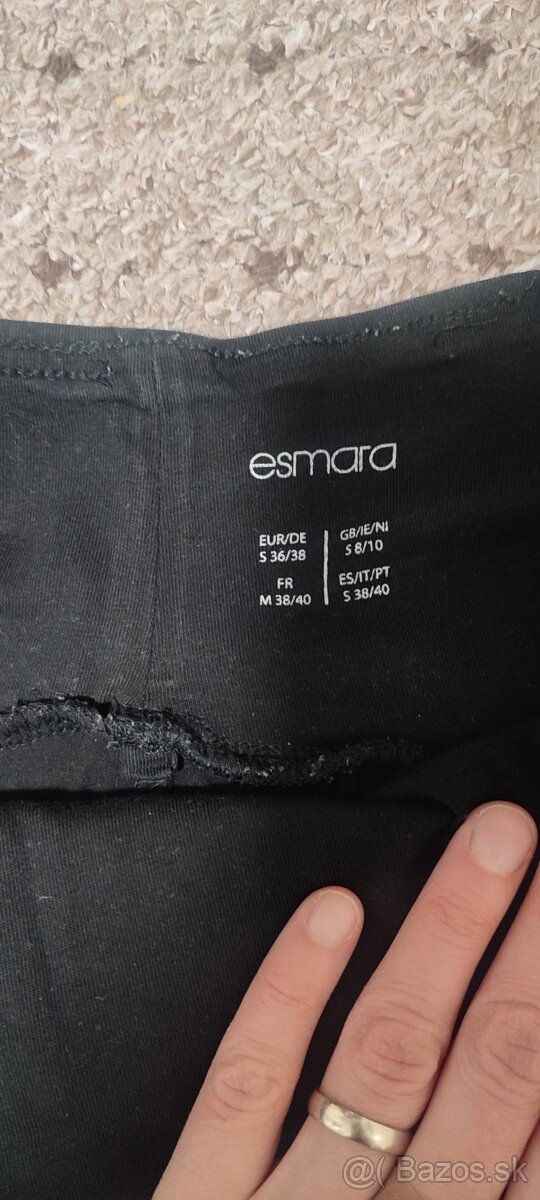 esmara
EUR/DE
S 36/38
FR
M 38/40
GB/IE/NI
S 8/10
ES/IT/PT
S 38/40
@( Bazos.sk